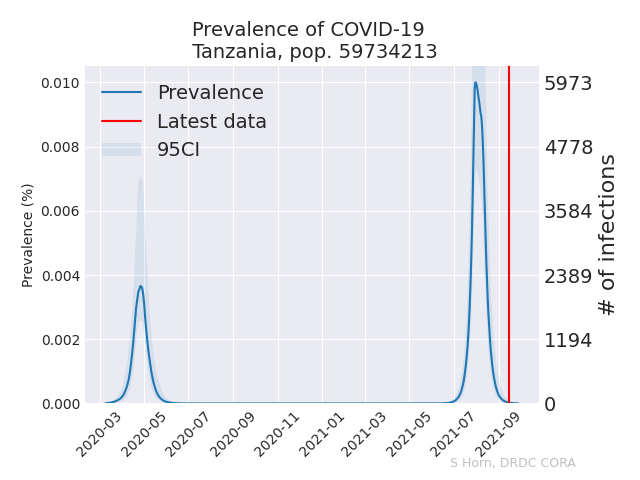 Prevalence of COVID-19
Tanzania, pop. 59734213
Prevalence
Latest data
95CI
Prevalence (%)
0.010
0.008
0.006
0.004
0.002
0.000
5973
4778
3584
2389
1194
0
# of infections
2020-03
2020-05
2020-07
2020-09
2020-11
2021-01
2021-03
2021-05
2021-07
2021-09
S Horn, DRDC CORA